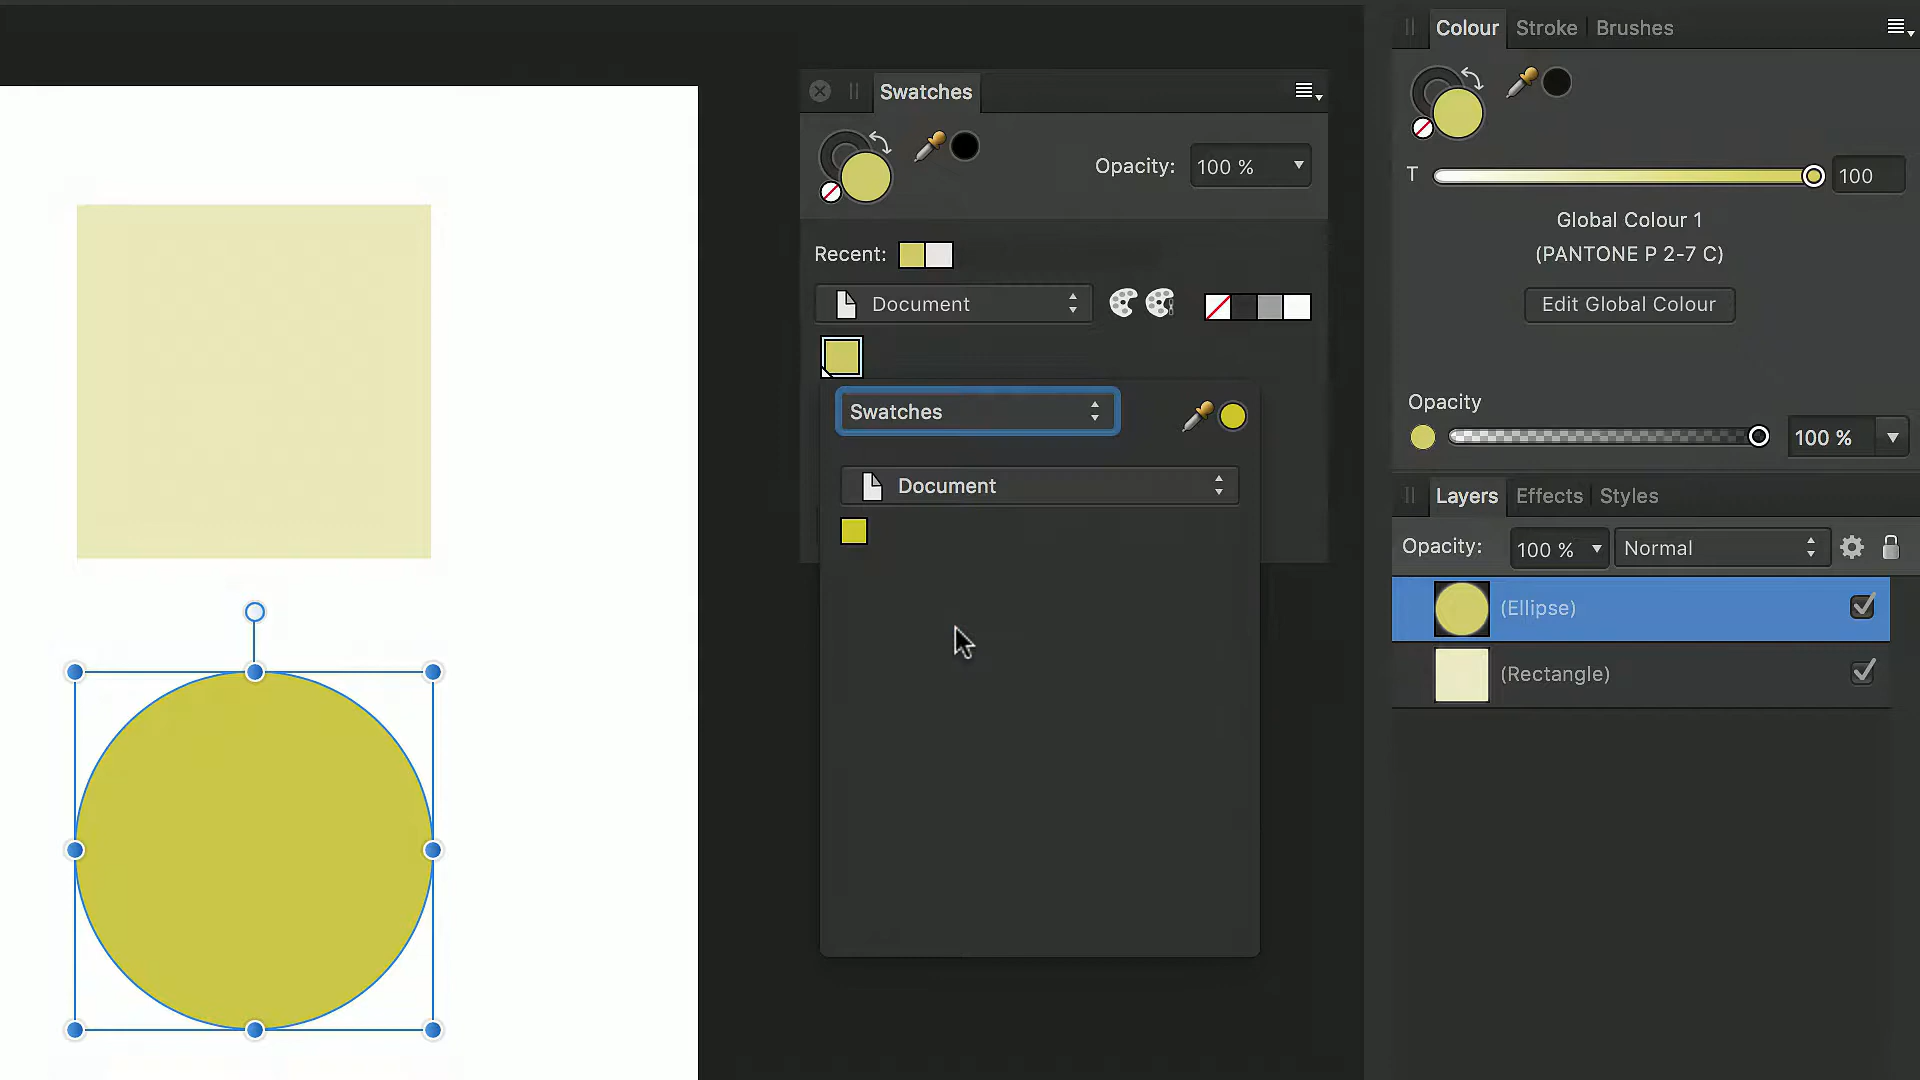 Swatches
Opacity: 100 %
Recent:
Document
Swatches
Document
Colour Stroke Brushes
T 100
Global Colour 1
(PANTONE P 2-7 C)
Edit Global Colour
Opacity
100 %
Layers Effects Styles
Opacity: 100 % Normal
(Ellipse)
(Rectangle)